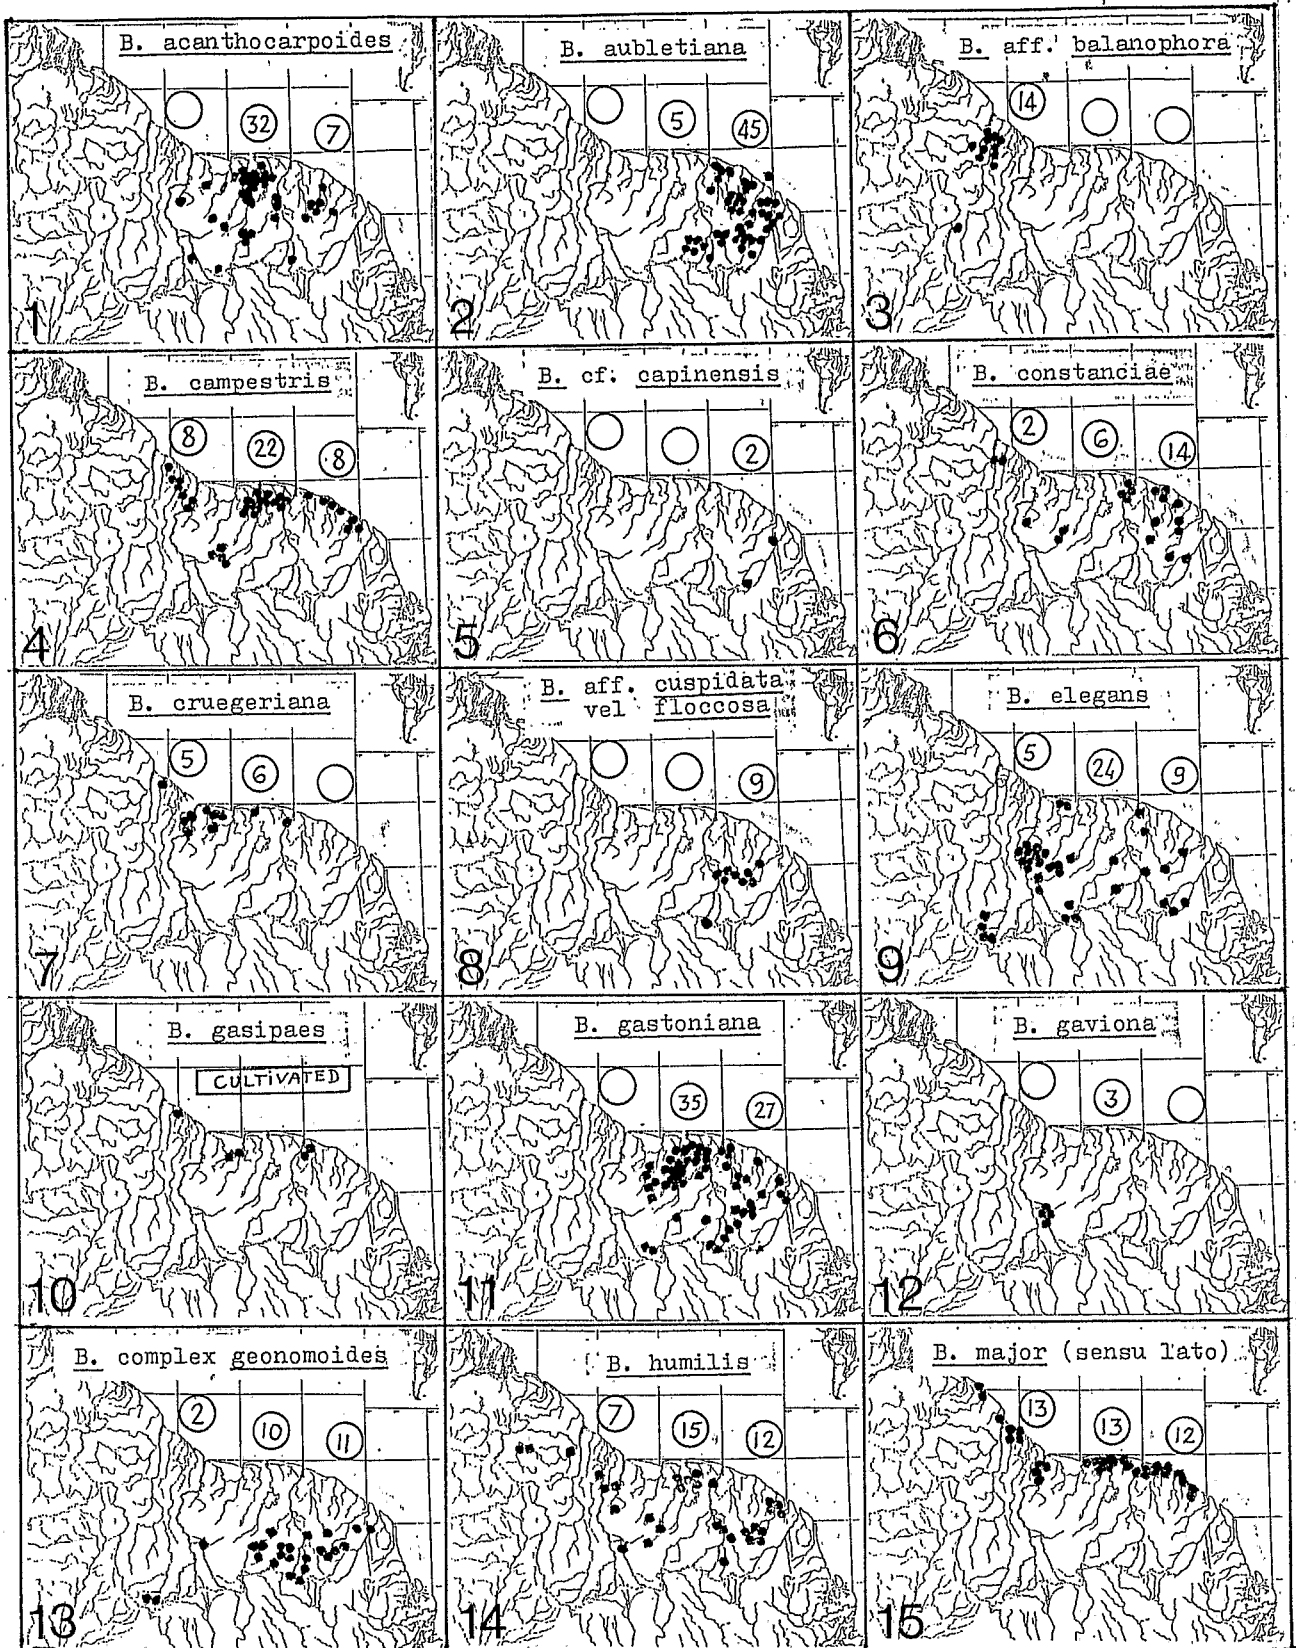 B. acanthocarpoides
32
7
1
B. aubletiana
5
45
2
B. aff. balanophora
14
3
B. campestris
8
22
8
4
B. cf. capinensis
2
5
B. constanciae
2
6
14
6
B. cruegeriana
5
6
7
B. aff. cuspidata
vel floccosa
9
8
B. elegans
5
24
9
9
B. gasipaes
CULTIVATED
10
B. gastoniana
35
27
11
B. gaviona
3
12
B. complex geonomoides
2
10
11
13
B. humilis
7
15
12
14
B. major (sensu lato)
13
13
12
15